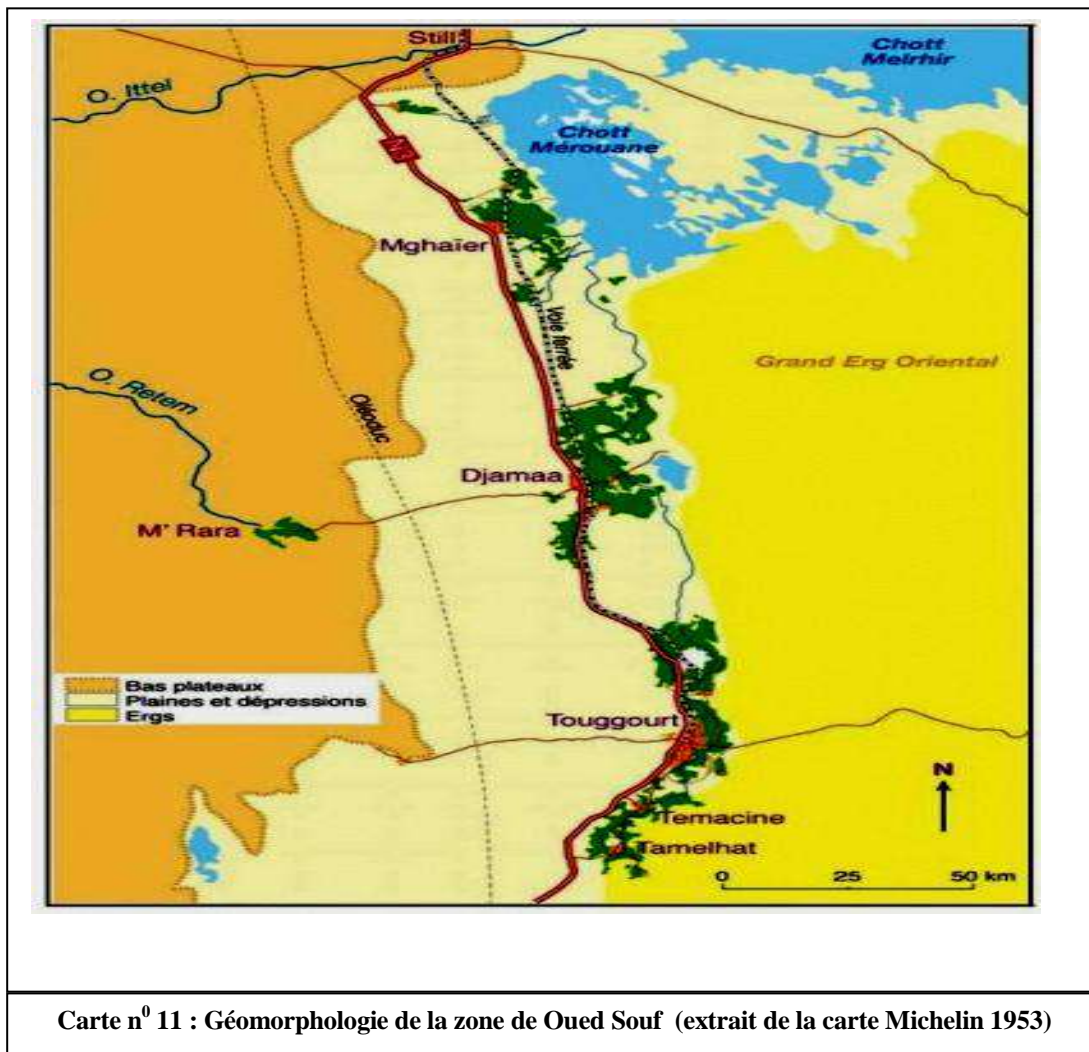 Still
Chott
Melrhir
O. Ittel
Chott
Mérouane
Mghaïer
Voie ferrée
Grand Erg Oriental
O. Retem
Oléoduc
Djamaa
M' Rara
Bas plateaux
Plaines et dépressions
Ergs
Touggourt
N
Temacine
Tamelhat
0 25 50 km
Carte n⁰ 11 : Géomorphologie de la zone de Oued Souf (extrait de la carte Michelin 1953)